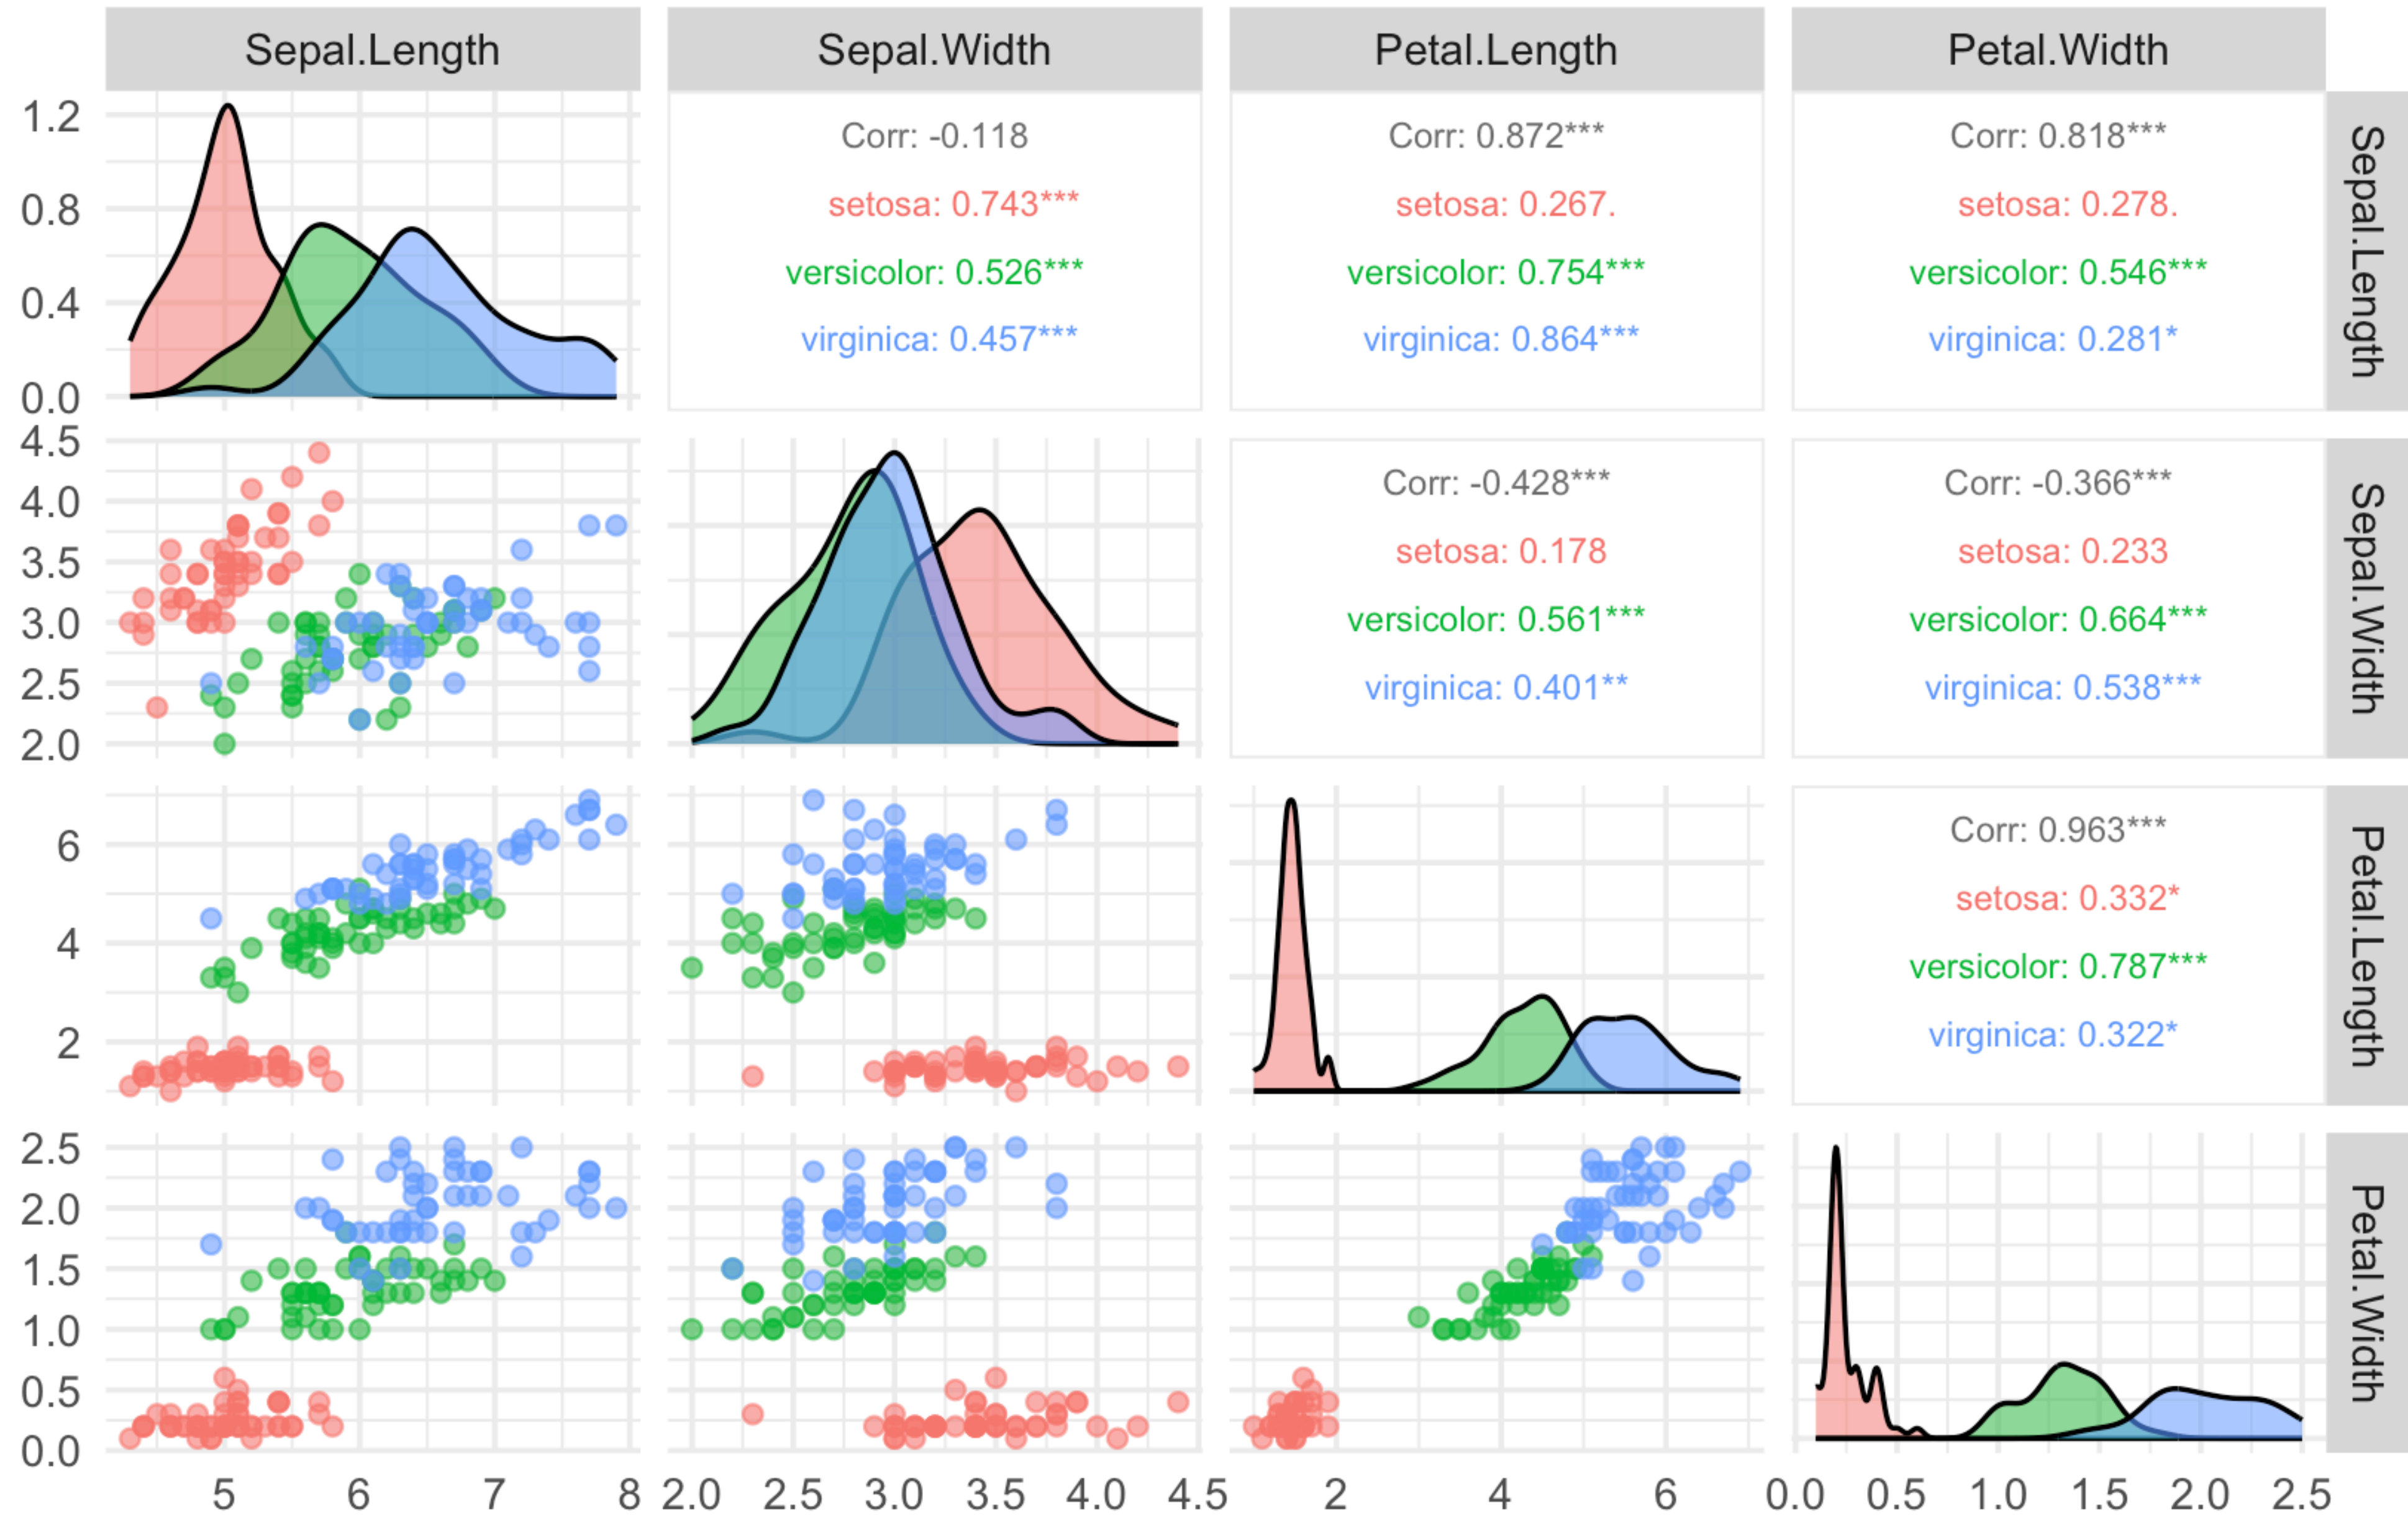 Sepal.Length
Sepal.Width
Petal.Length
Petal.Width
1.2
0.8
0.4
0.0
Corr: -0.118
setosa: 0.743***
versicolor: 0.526***
virginica: 0.457***
Corr: 0.872***
setosa: 0.267.
versicolor: 0.754***
virginica: 0.864***
Corr: 0.818***
setosa: 0.278.
versicolor: 0.546***
virginica: 0.281*
Sepal.Length
4.5
4.0
3.5
3.0
2.5
2.0
Corr: -0.428***
setosa: 0.178
versicolor: 0.561***
virginica: 0.401**
Corr: -0.366***
setosa: 0.233
versicolor: 0.664***
virginica: 0.538***
Sepal.Width
6
4
2
Corr: 0.963***
setosa: 0.332*
versicolor: 0.787***
virginica: 0.322*
Petal.Length
2.5
2.0
1.5
1.0
0.5
0.0
Petal.Width
5 6 7 8
2.0 2.5 3.0 3.5 4.0 4.5
2 4 6
0.0 0.5 1.0 1.5 2.0 2.5